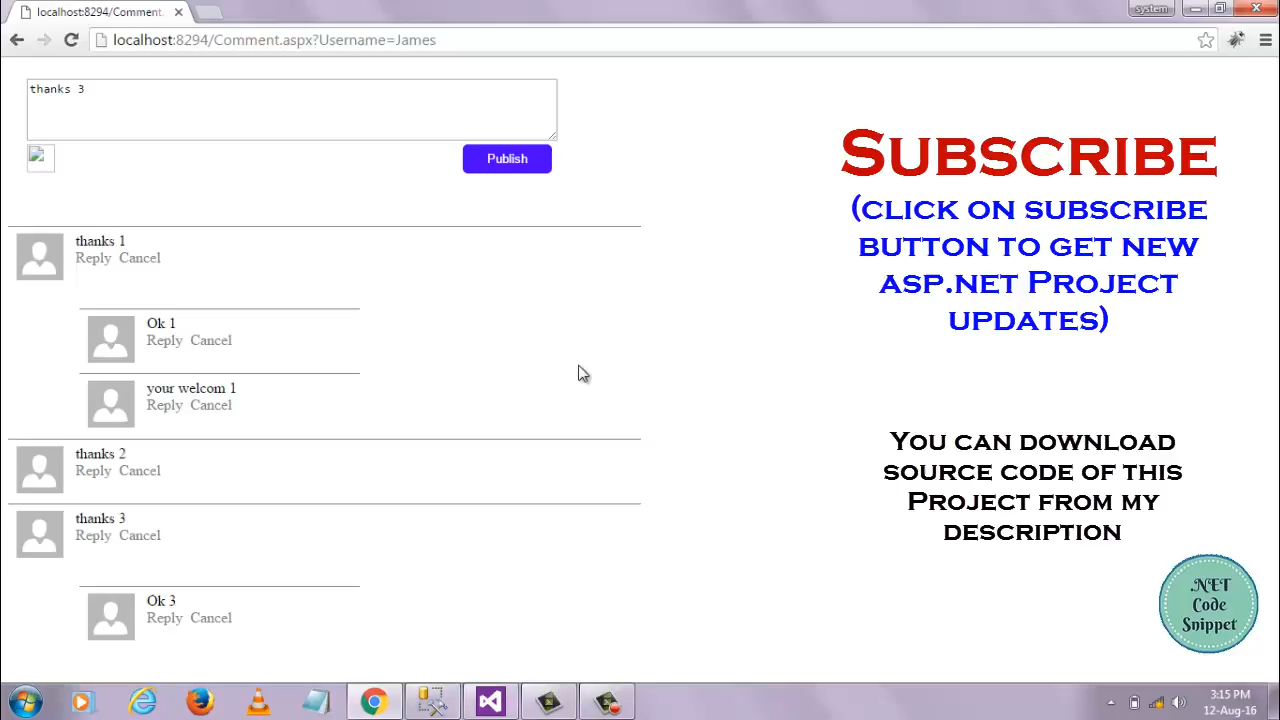 localhost:8294/Comment.
system
localhost:8294/Comment.aspx?Username=James
thanks 3
Publish
thanks 1
Reply Cancel
Ok 1
Reply Cancel
your welcom 1
Reply Cancel
thanks 2
Reply Cancel
thanks 3
Reply Cancel
Ok 3
Reply Cancel
Subscribe
(click on subscribe
button to get new
asp.net Project
updates)
You can download
source code of this
Project from my
description
.NET
Code
Snippet
3:15 PM
12-Aug-16